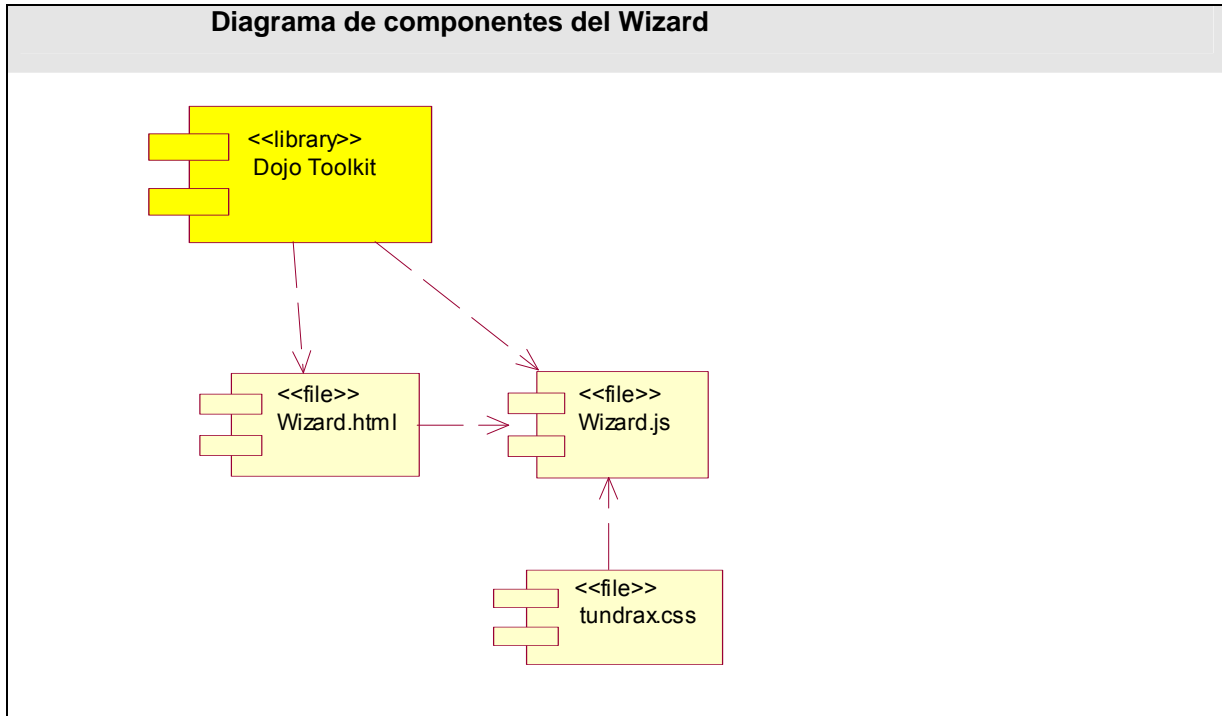 Diagrama de componentes del Wizard
<<library>>
Dojo Toolkit
<<file>>
Wizard.html
<<file>>
Wizard.js
<<file>>
tundrax.css